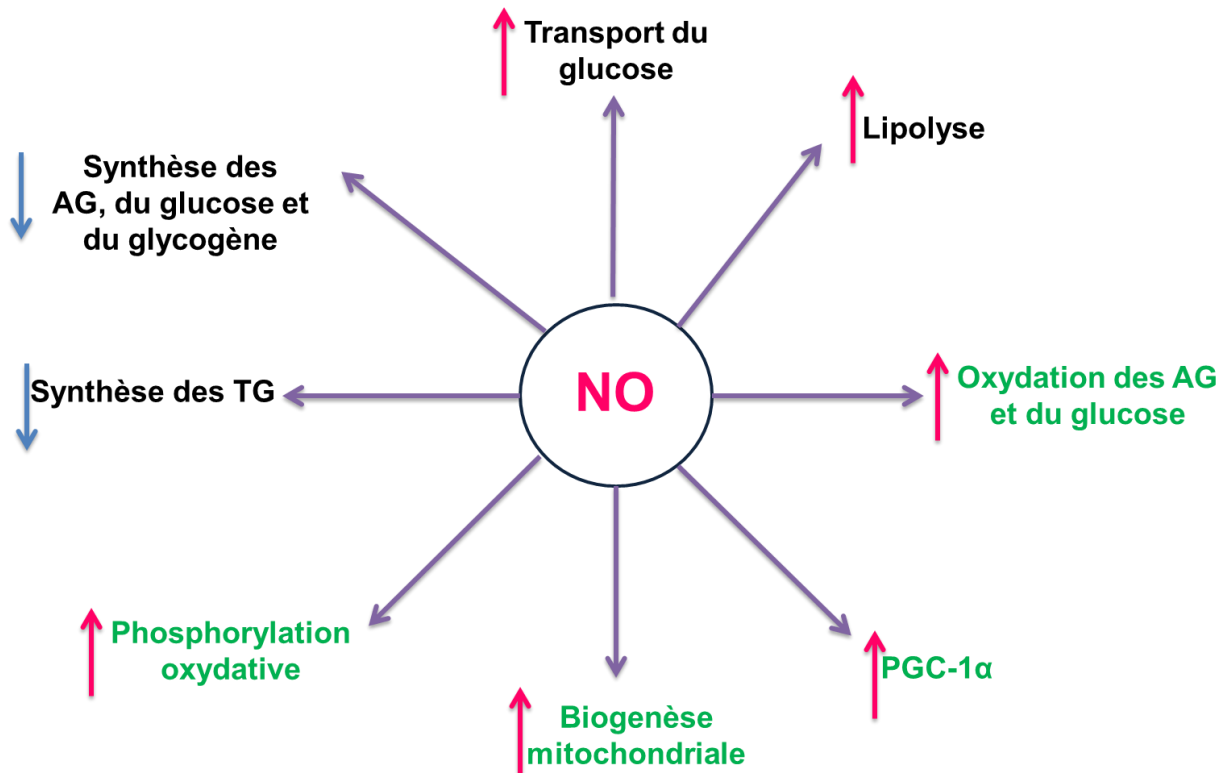 Transport du
glucose
Lipolyse
Synthèse des
AG, du glucose et
du glycogène
NO
Synthèse des TG
Oxydation des AG
et du glucose
Phosphorylation
oxydative
PGC-1α
Biogenèse
mitochondriale